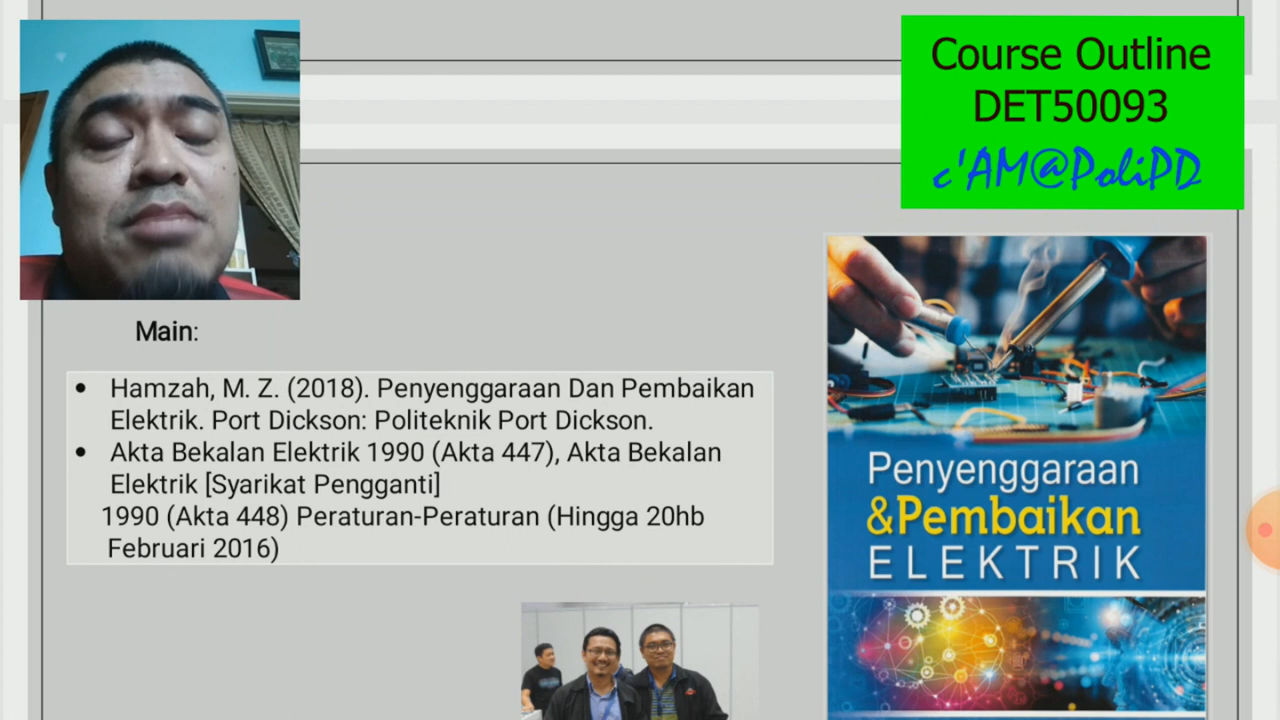 Course Outline
DET50093
c'AM@PoliPD
Main:
• Hamzah, M. Z. (2018). Penyenggaraan Dan Pembaikan
Elektrik. Port Dickson: Politeknik Port Dickson.
• Akta Bekalan Elektrik 1990 (Akta 447), Akta Bekalan
Elektrik [Syarikat Pengganti]
1990 (Akta 448) Peraturan-Peraturan (Hingga 20hb
Februari 2016)
Penyenggaraan
&Pembaikan
ELEKTRIK